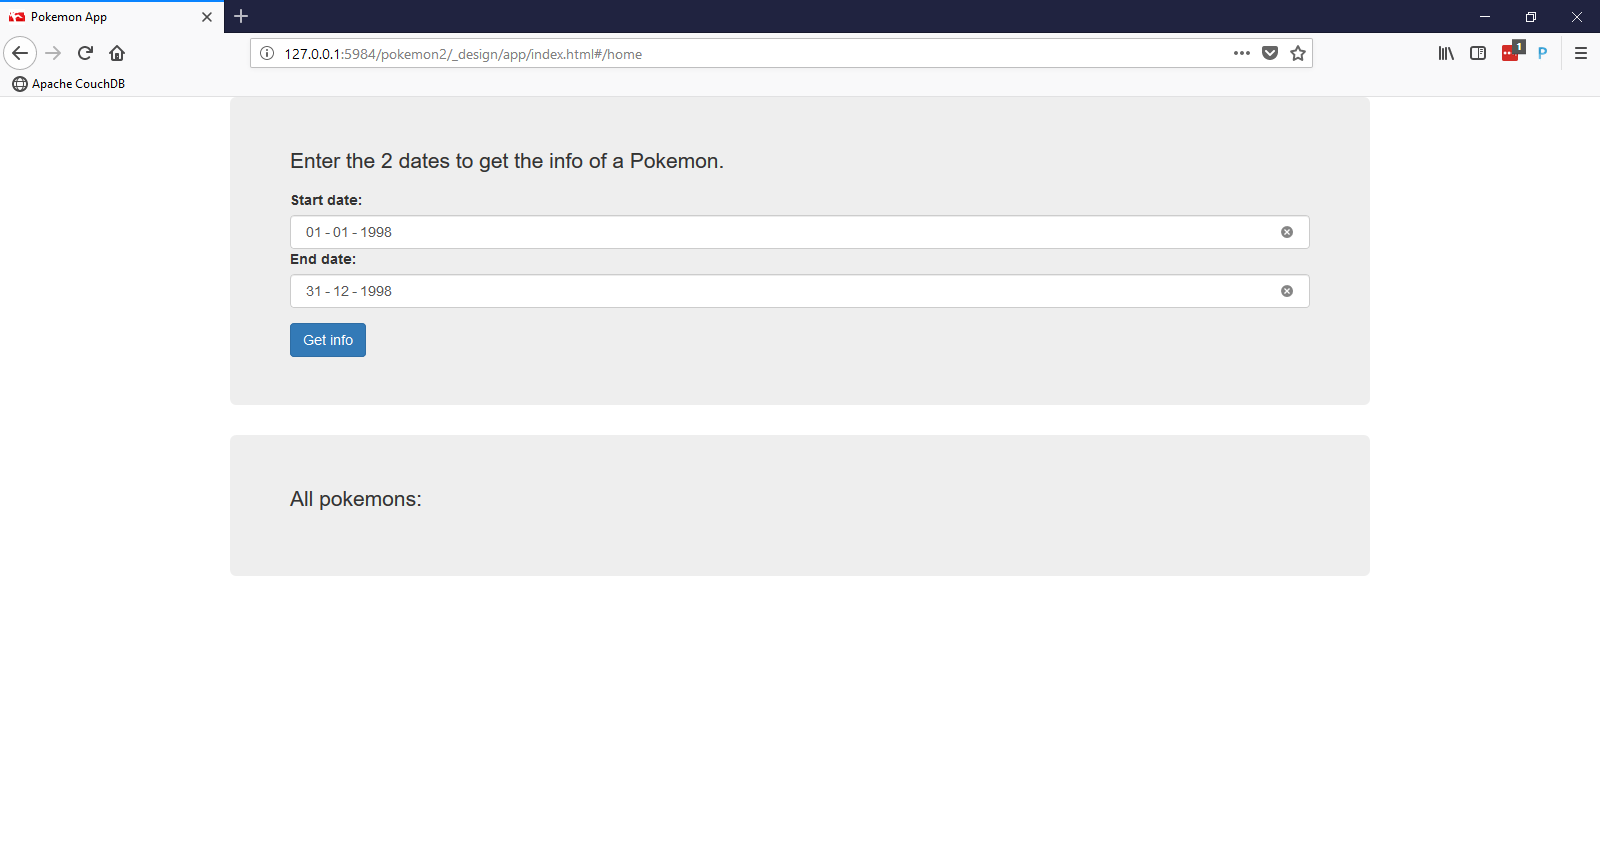 Pokemon App
127.0.0.1:5984/pokemon2/_design/app/index.html#/home
1
P
Apache CouchDB
Enter the 2 dates to get the info of a Pokemon.
Start date:
01 - 01 - 1998
End date:
31 - 12 - 1998
Get info
All pokemons: